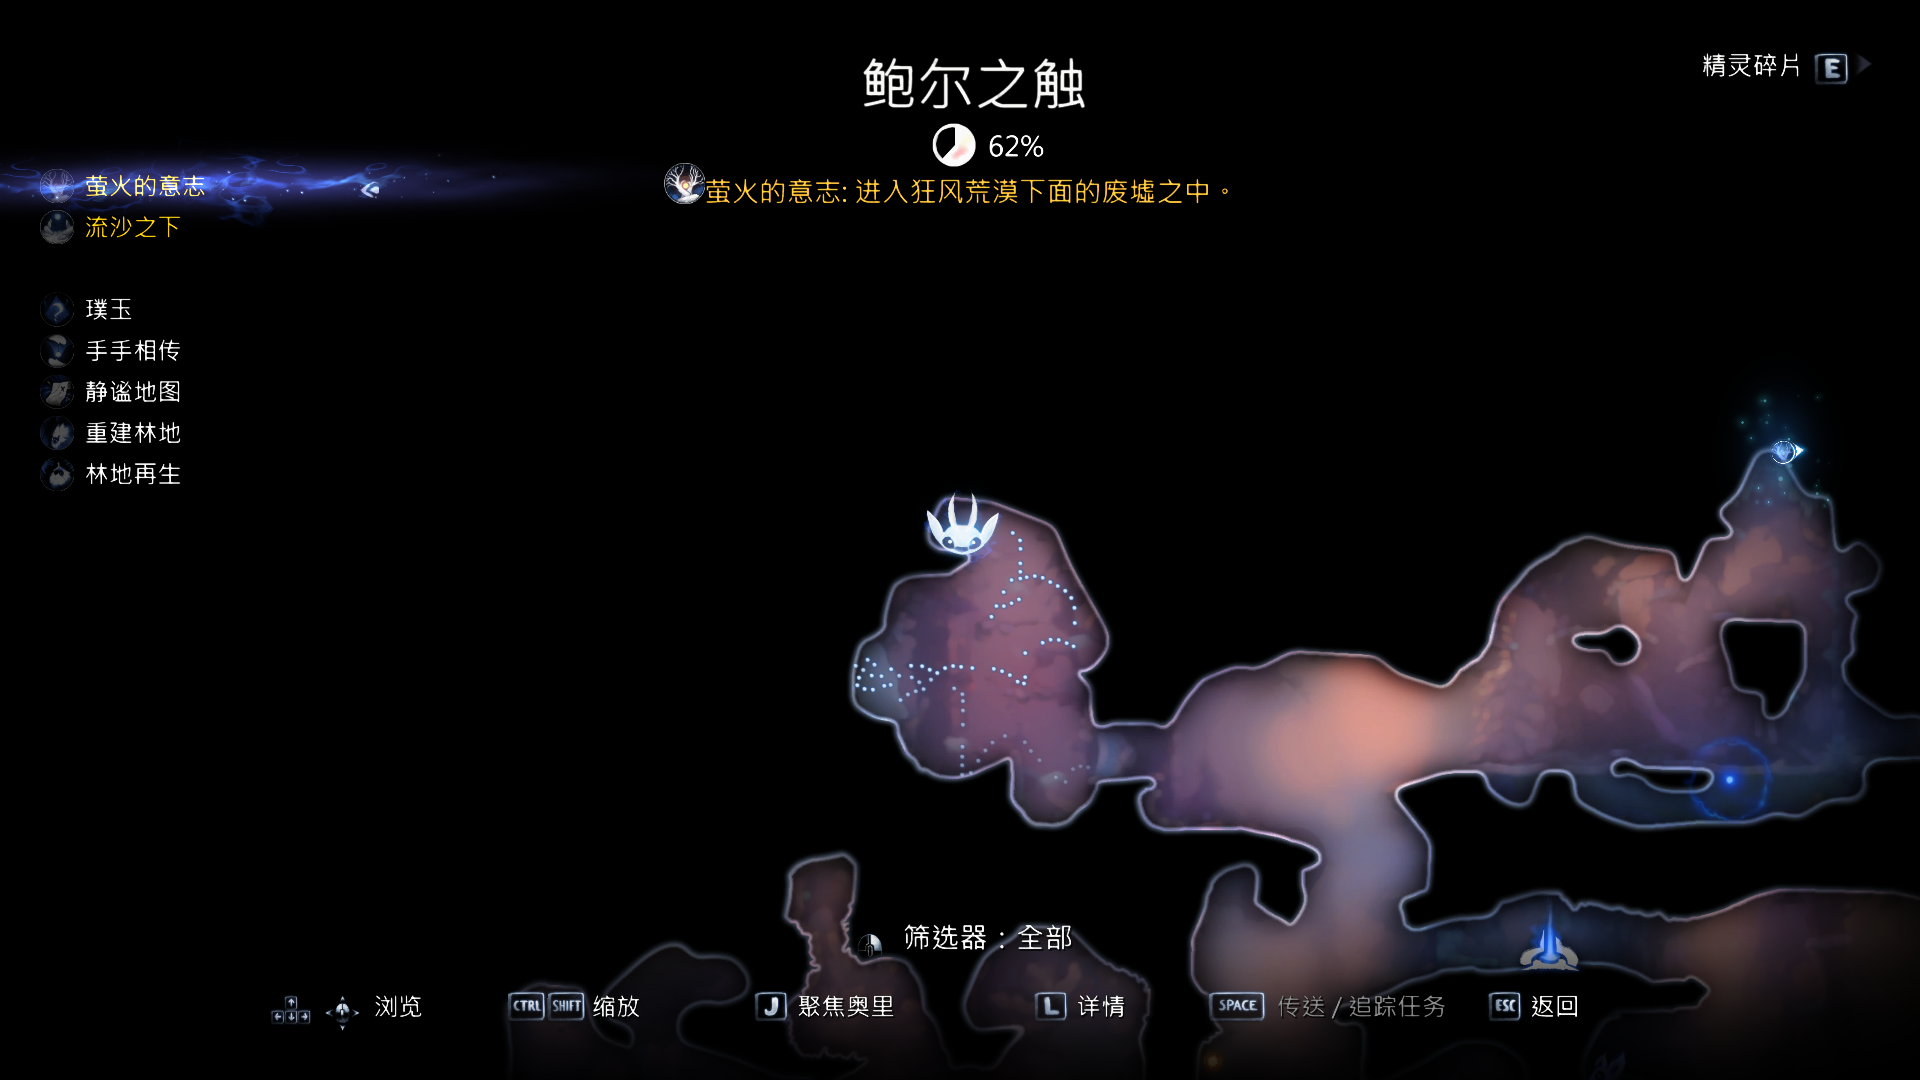 鲍尔之触
精灵碎片 E
62%
萤火的意志: 进入狂风荒漠下面的废墟之中。
萤火的意志
流沙之下
璞玉
手手相传
静谧地图
重建林地
林地再生
筛选器：全部
浏览
CTRL SHIFT 缩放
J 聚焦奥里
L 详情
SPACE 传送 / 追踪任务
ESC 返回